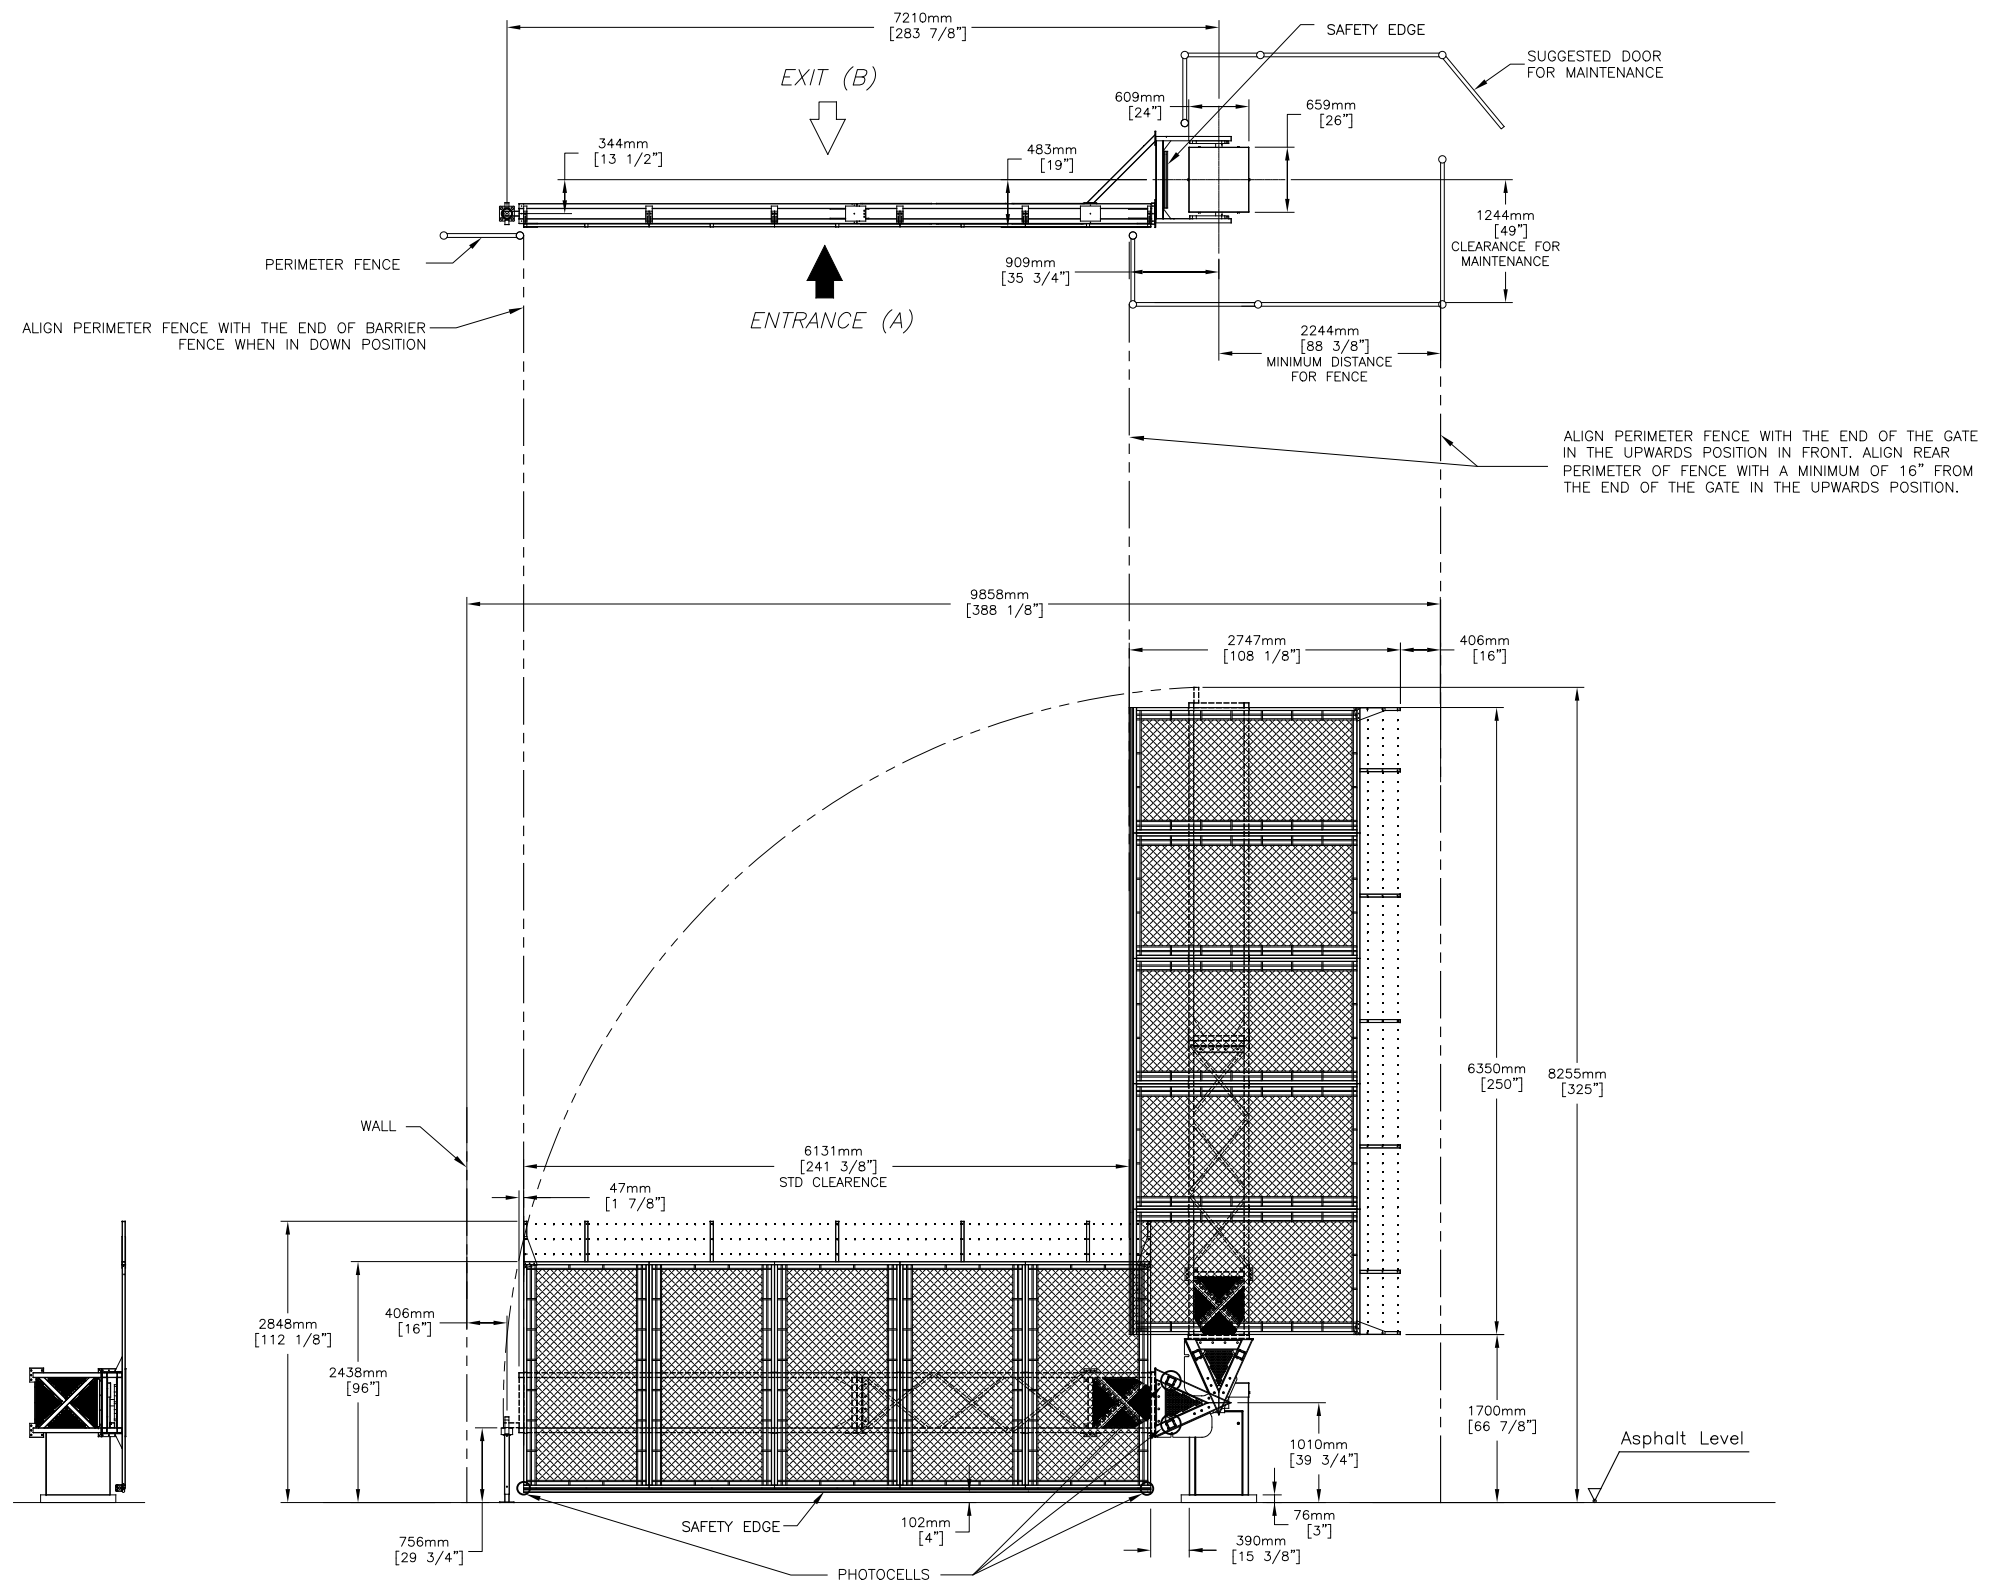 7210mm
[283 7/8"]
SAFETY EDGE
SUGGESTED DOOR
FOR MAINTENANCE
EXIT (B)
609mm
[24"]
659mm
[26"]
344mm
[13 1/2"]
483mm
[19"]
1244mm
[49"]
CLEARANCE FOR
MAINTENANCE
PERIMETER FENCE
909mm
[35 3/4"]
ENTRANCE (A)
ALIGN PERIMETER FENCE WITH THE END OF BARRIER
FENCE WHEN IN DOWN POSITION
2244mm
[88 3/8"]
MINIMUM DISTANCE
FOR FENCE
ALIGN PERIMETER FENCE WITH THE END OF THE GATE
IN THE UPWARDS POSITION IN FRONT. ALIGN REAR
PERIMETER OF FENCE WITH A MINIMUM OF 16" FROM
THE END OF THE GATE IN THE UPWARDS POSITION.
9858mm
[388 1/8"]
2747mm
[108 1/8"]
406mm
[16"]
6350mm
[250"]
8255mm
[325"]
WALL
6131mm
[241 3/8"]
STD CLEARENCE
47mm
[1 7/8"]
406mm
[16"]
2848mm
[112 1/8"]
2438mm
[96"]
1700mm
[66 7/8"]
1010mm
[39 3/4"]
Asphalt Level
756mm
[29 3/4"]
SAFETY EDGE
102mm
[4"]
76mm
[3"]
390mm
[15 3/8"]
PHOTOCELLS